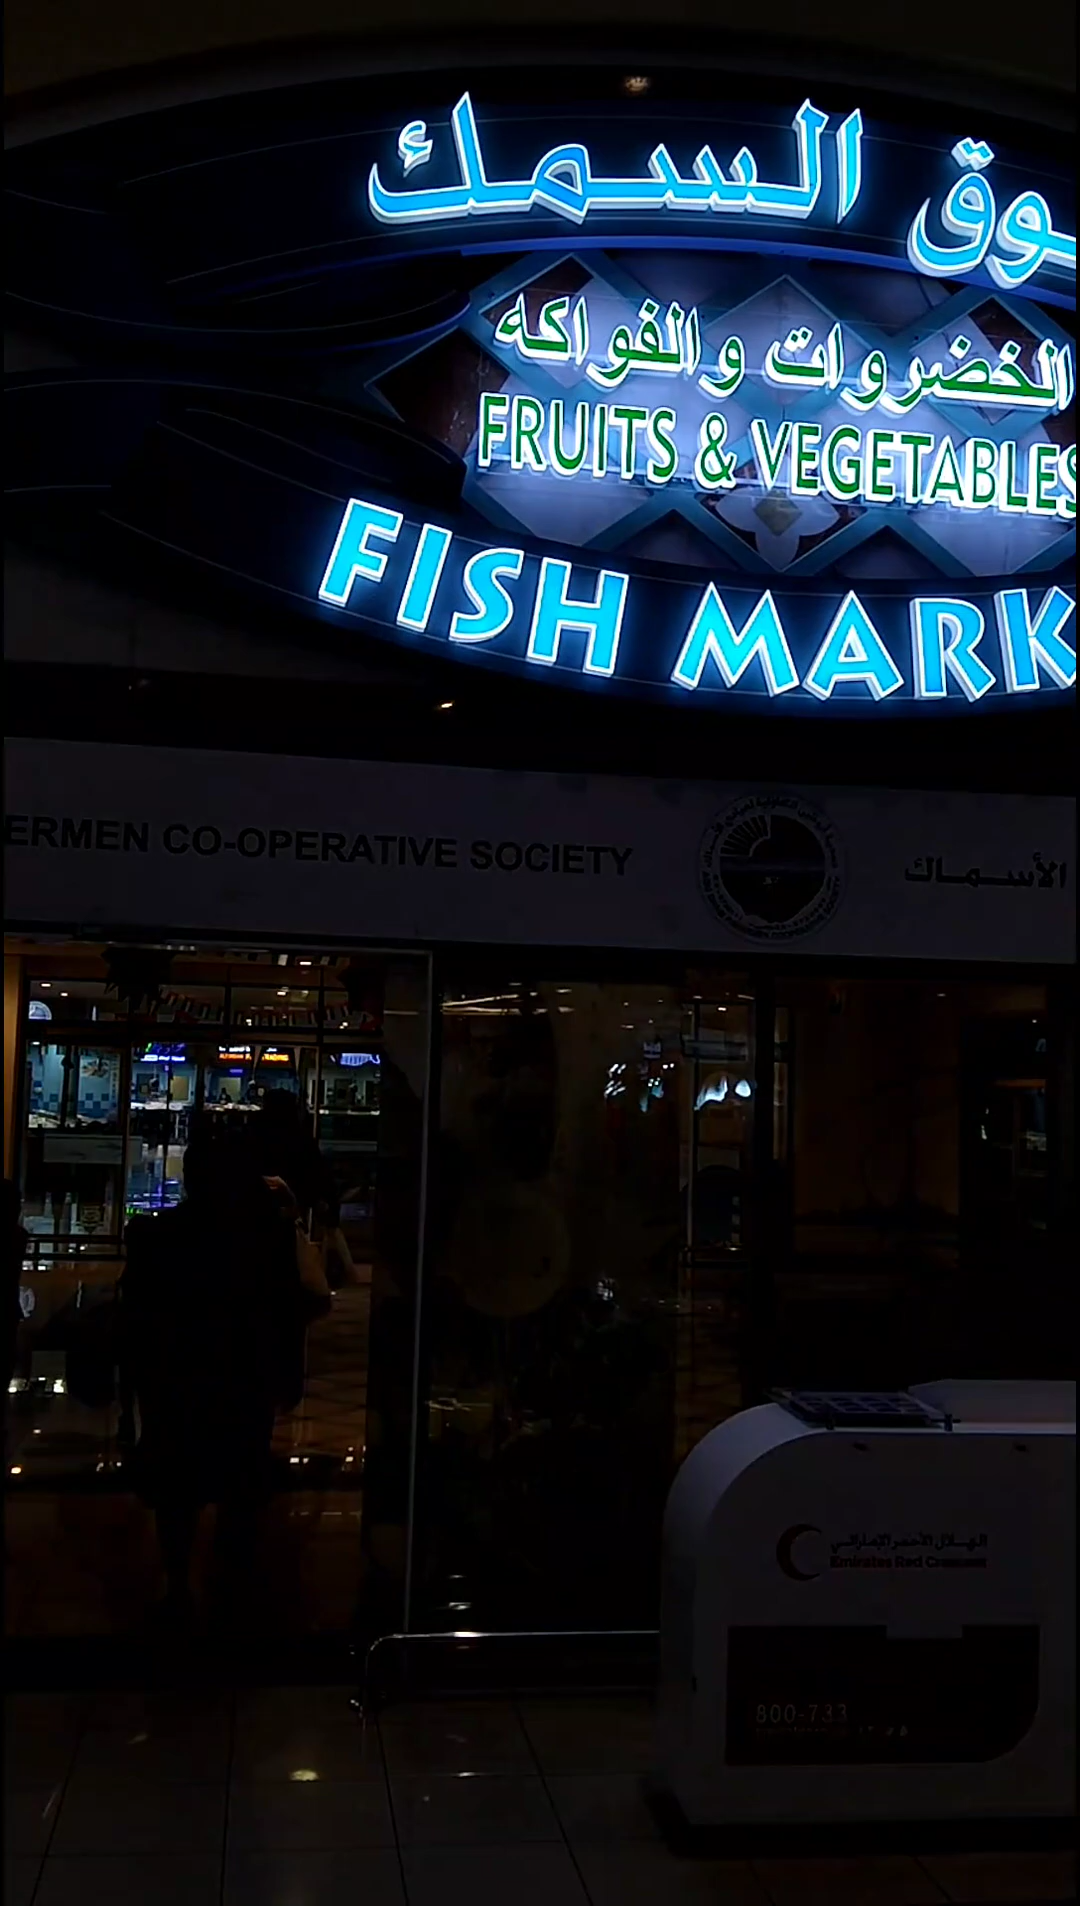 وق السمك
الخضروات والفواكه
FRUITS & VEGETABLES
FISH MARK
ERMEN CO-OPERATIVE SOCIETY
الأسماك
الهلال الأحمر الإماراتي
Emirates Red Crescent
800-733